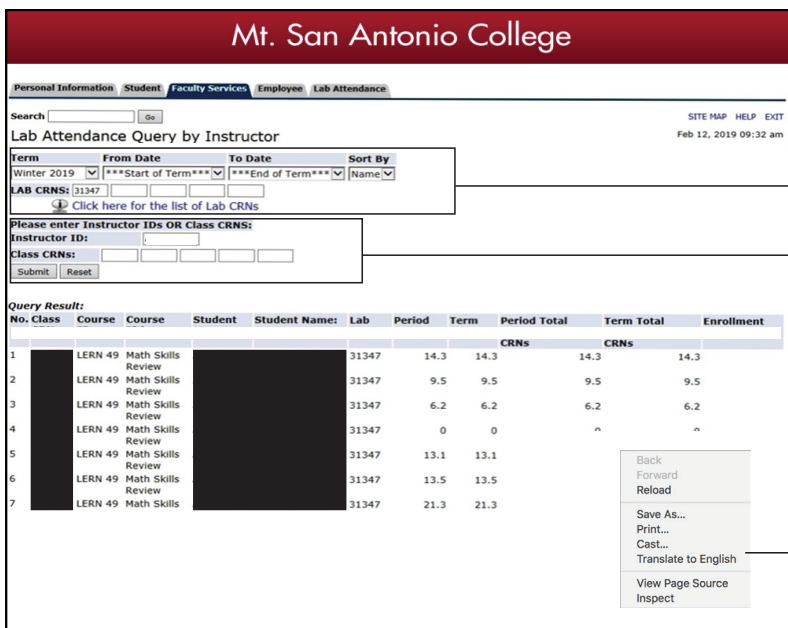 Mt. San Antonio College
Personal Information Student Faculty Services Employee Lab Attendance
Search Go SITE MAP HELP EXIT
Lab Attendance Query by Instructor Feb 12, 2019 09:32 am
Term From Date To Date Sort By
Winter 2019 ***Start of Term*** ***End of Term*** Name
LAB CRNS: 31347
Click here for the list of Lab CRNs
Please enter Instructor IDs OR Class CRNS:
Instructor ID:
Class CRNs:
Submit Reset
Query Result:
No. Class Course Course Student Student Name: Lab Period Term Period Total Term Total Enrollment
CRNs CRNs
1 LERN 49 Math Skills 31347 14.3 14.3 14.3 14.3
Review
2 LERN 49 Math Skills 31347 9.5 9.5 9.5 9.5
Review
3 LERN 49 Math Skills 31347 6.2 6.2 6.2 6.2
Review
4 LERN 49 Math Skills 31347 0 0
Review
5 LERN 49 Math Skills 31347 13.1 13.1
Review
6 LERN 49 Math Skills 31347 13.5 13.5
Review
7 LERN 49 Math Skills 31347 21.3 21.3
Back
Forward
Reload
Save As...
Print...
Cast...
Translate to English
View Page Source
Inspect